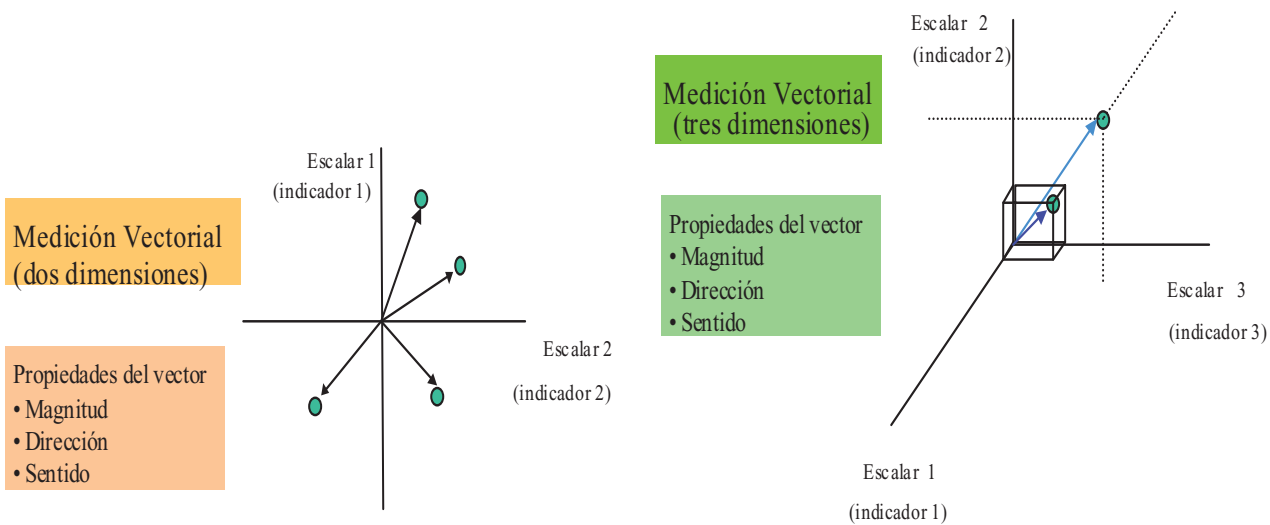 Escalar 1
(indicador 1)
Medición Vectorial
(dos dimensiones)
Escalar 2
(indicador 2)
Propiedades del vector
• Magnitud
• Dirección
• Sentido
Escalar 2
(indicador 2)
Medición Vectorial
(tres dimensiones)
Propiedades del vector
• Magnitud
• Dirección
• Sentido
Escalar 3
(indicador 3)
Escalar 1
(indicador 1)